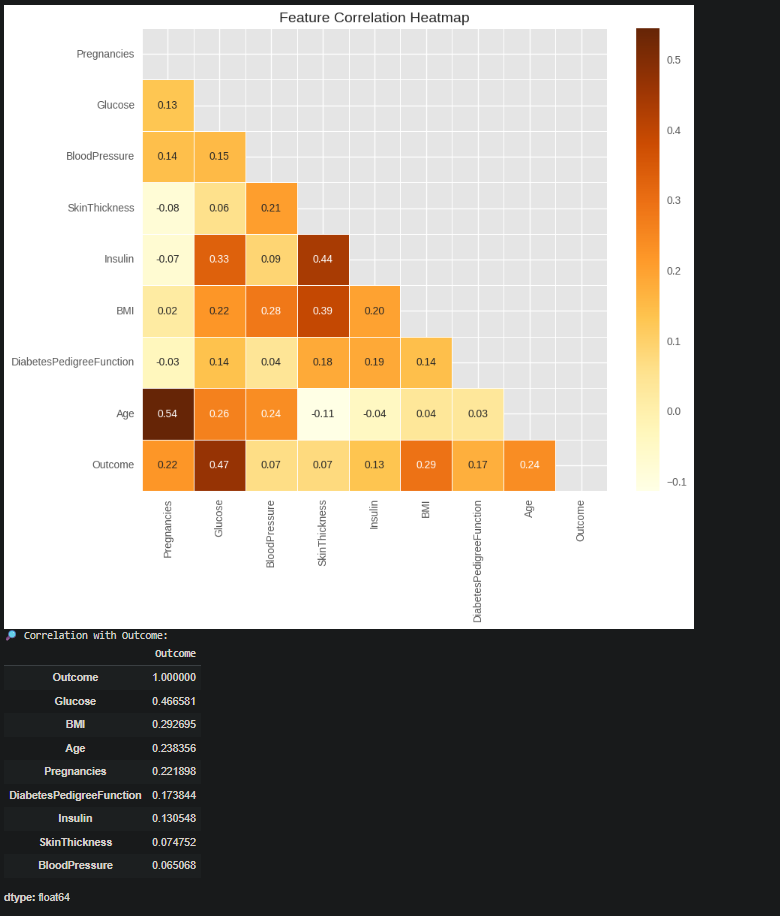 Feature Correlation Heatmap
Pregnancies
Glucose 0.13
BloodPressure 0.14 0.15
SkinThickness -0.08 0.06 0.21
Insulin -0.07 0.33 0.09 0.44
BMI 0.02 0.22 0.28 0.39 0.20
DiabetesPedigreeFunction -0.03 0.14 0.04 0.18 0.19 0.14
Age 0.54 0.26 0.24 -0.11 -0.04 0.04 0.03
Outcome 0.22 0.47 0.07 0.07 0.13 0.29 0.17 0.24
Pregnancies
Glucose
BloodPressure
SkinThickness
Insulin
BMI
DiabetesPedigreeFunction
Age
Outcome
0.5
0.4
0.3
0.2
0.1
0.0
−0.1
🔎 Correlation with Outcome:
Outcome
Outcome 1.000000
Glucose 0.466581
BMI 0.292695
Age 0.238356
Pregnancies 0.221898
DiabetesPedigreeFunction 0.173844
Insulin 0.130548
SkinThickness 0.074752
BloodPressure 0.065068
dtype: float64